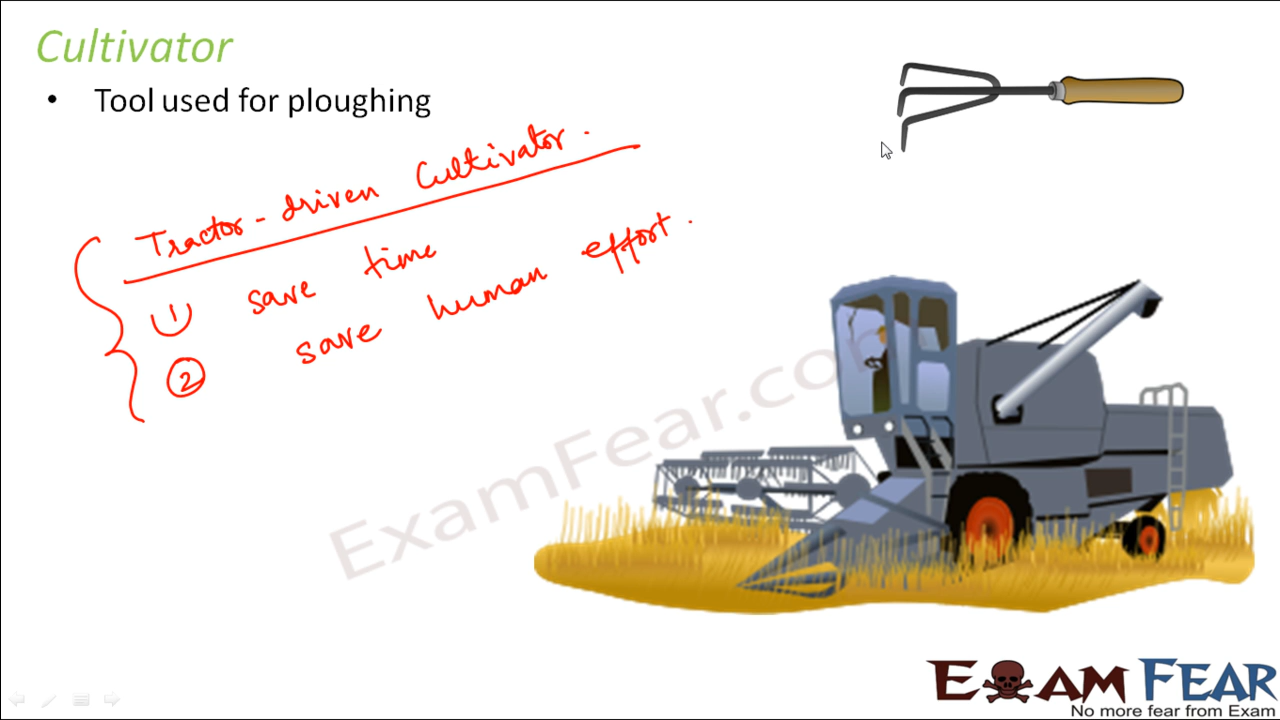 Cultivator
• Tool used for ploughing
Tractor-driven Cultivator.
1 save time
2 save human effort.
ExamFear.co
EXAM FEAR
No more fear from Exam